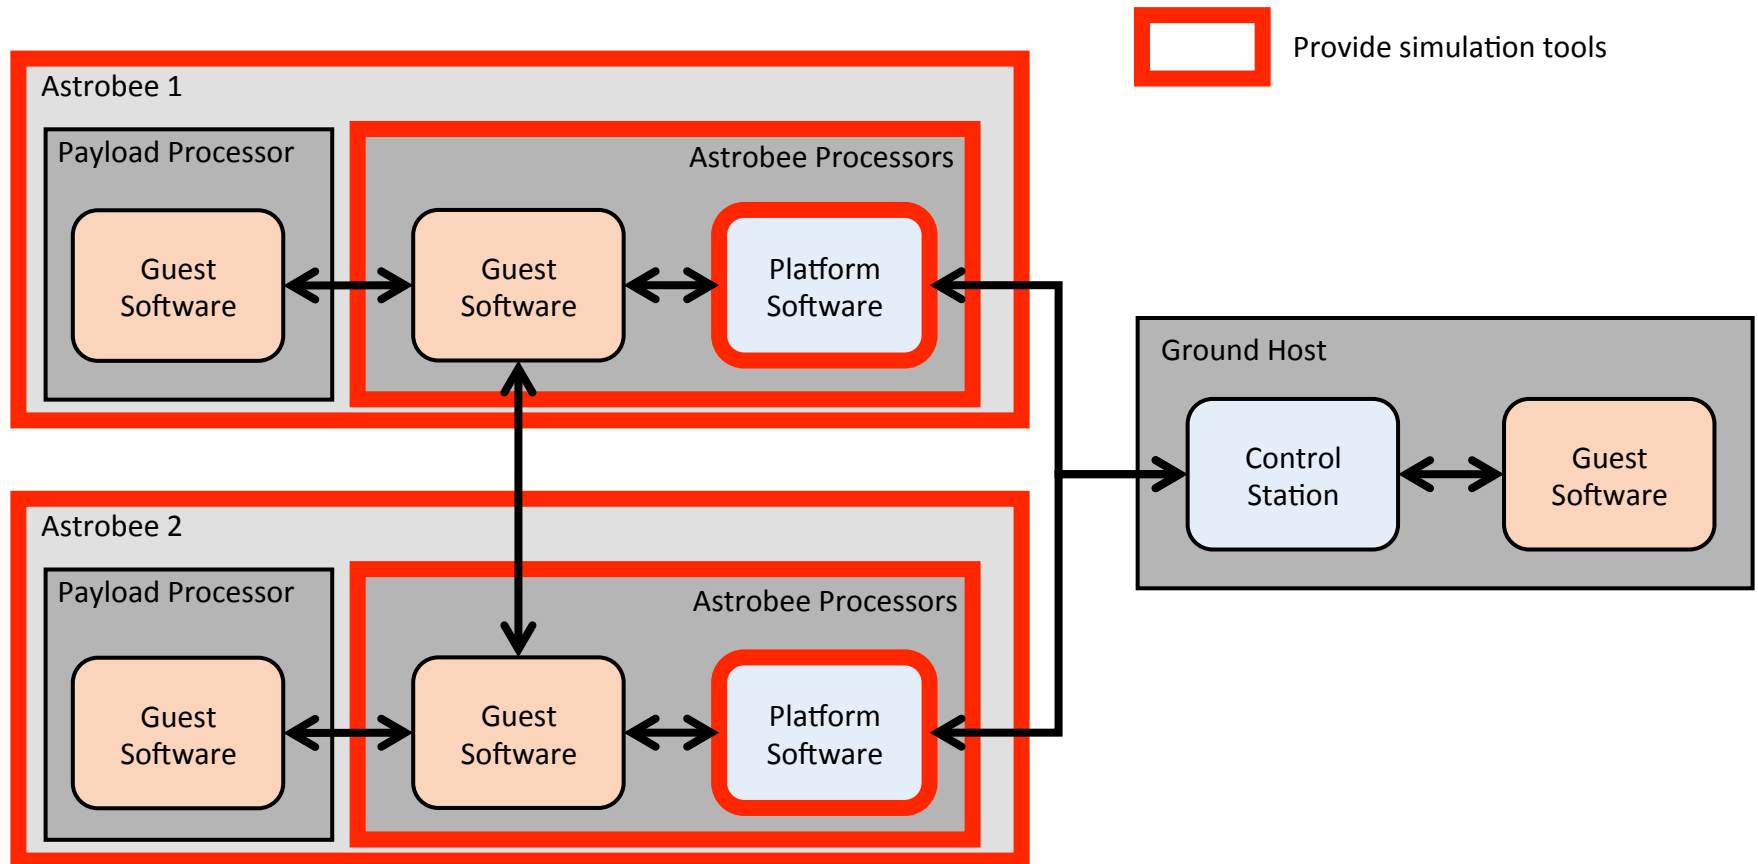 Provide simulation tools
Astrobee 1
Payload Processor
Astrobee Processors
Guest
Software
Guest
Software
Platform
Software
Ground Host
Control
Station
Guest
Software
Astrobee 2
Payload Processor
Astrobee Processors
Guest
Software
Guest
Software
Platform
Software